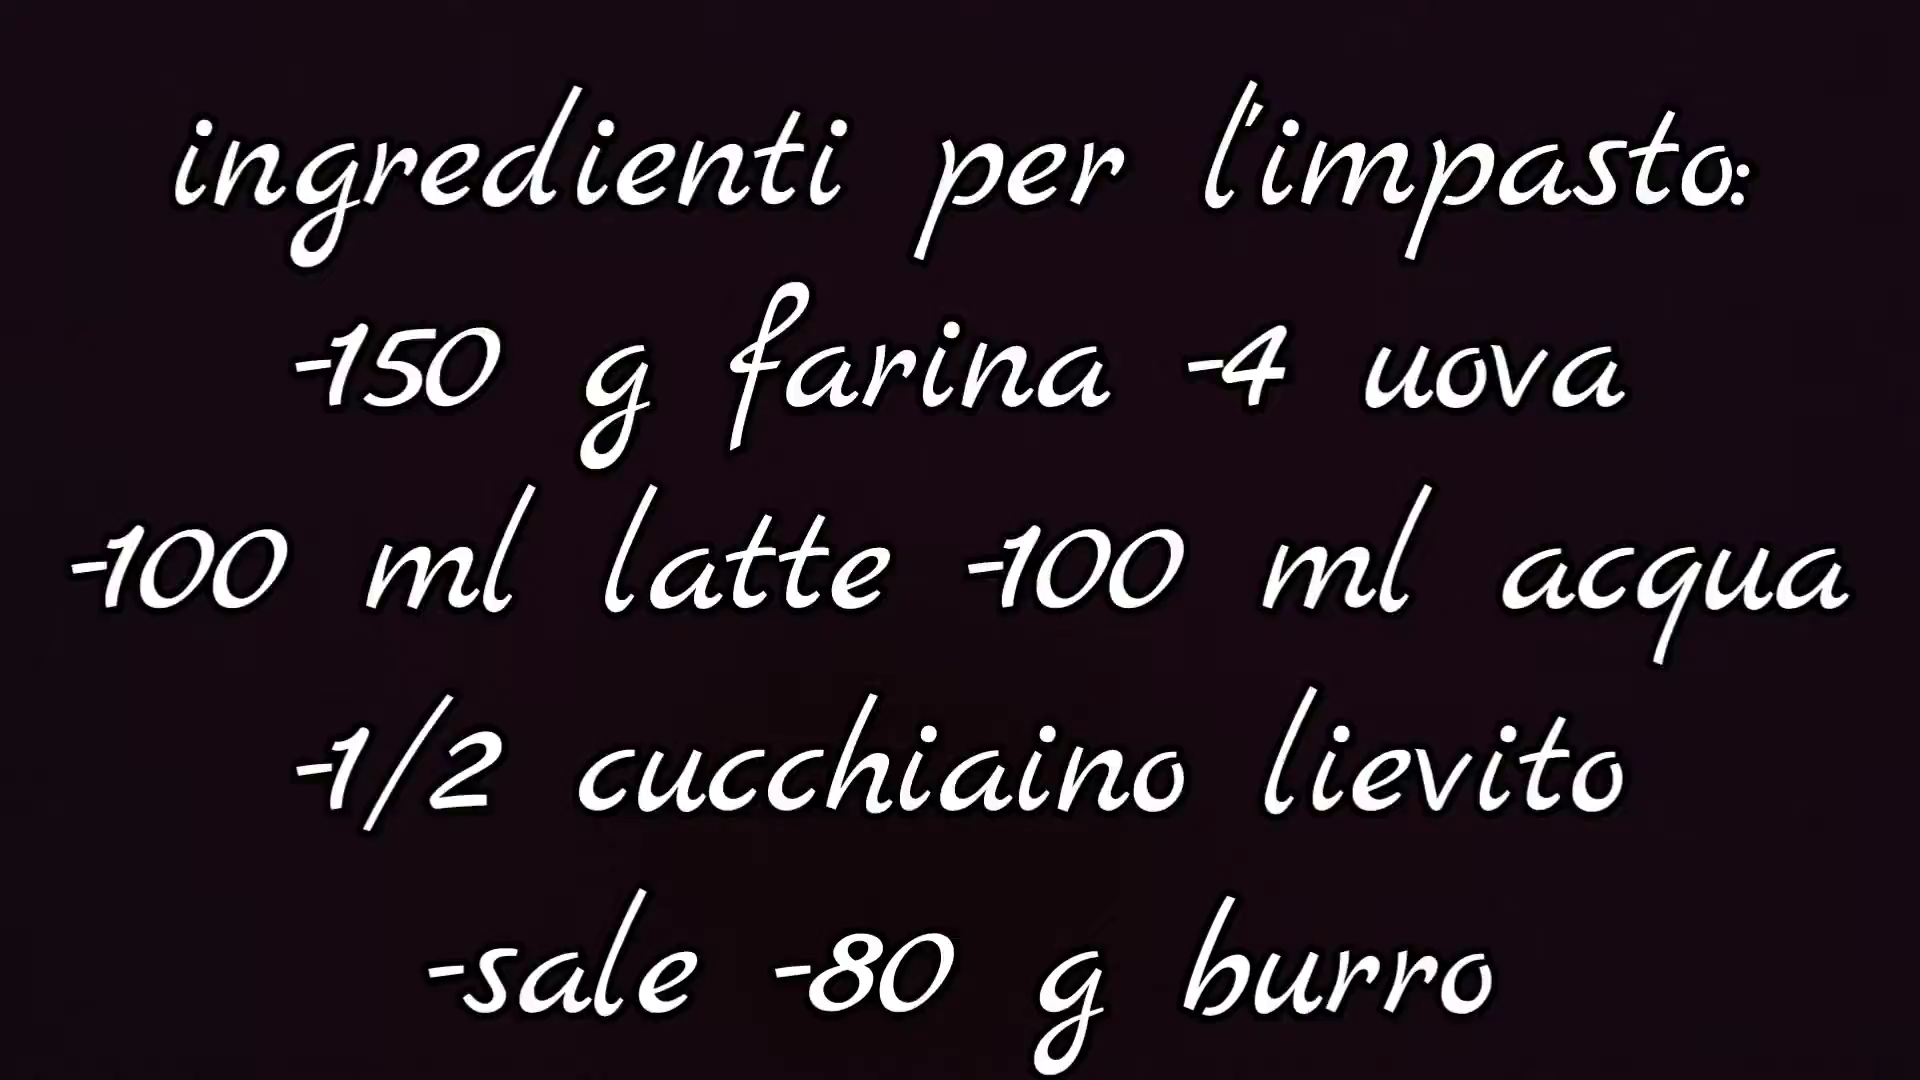 ingredienti per l'impasto:
-150 g farina -4 uova
-100 ml latte -100 ml acqua
-1/2 cucchiaino lievito
-sale -80 g burro